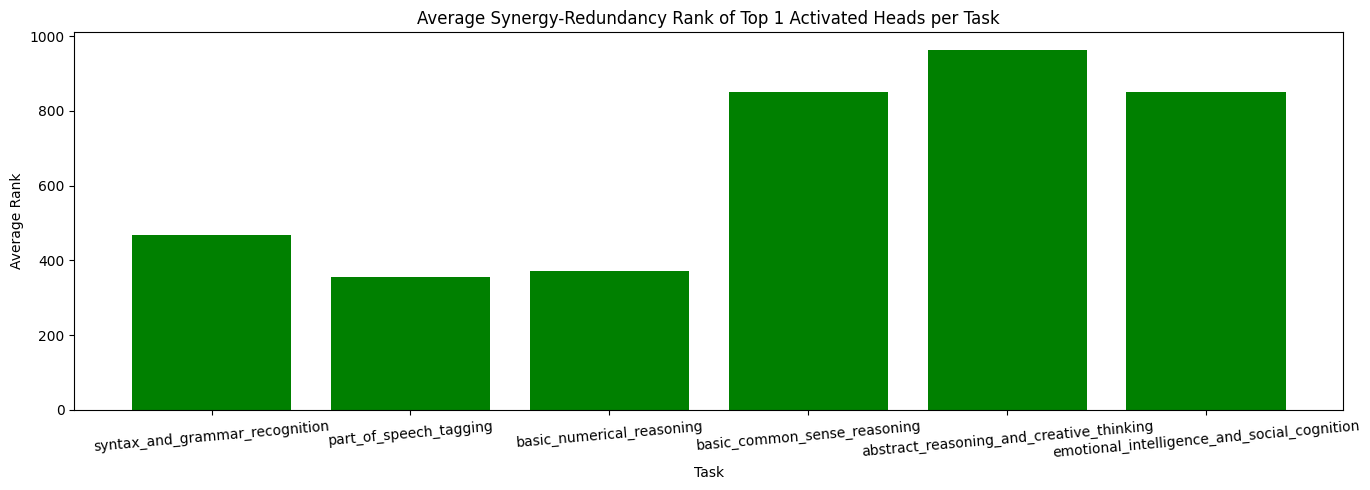 Average Synergy-Redundancy Rank of Top 1 Activated Heads per Task
1000
800
600
400
200
0
Average Rank
syntax_and_grammar_recognition
part_of_speech_tagging
basic_numerical_reasoning
basic_common_sense_reasoning
abstract_reasoning_and_creative_thinking
emotional_intelligence_and_social_cognition
Task